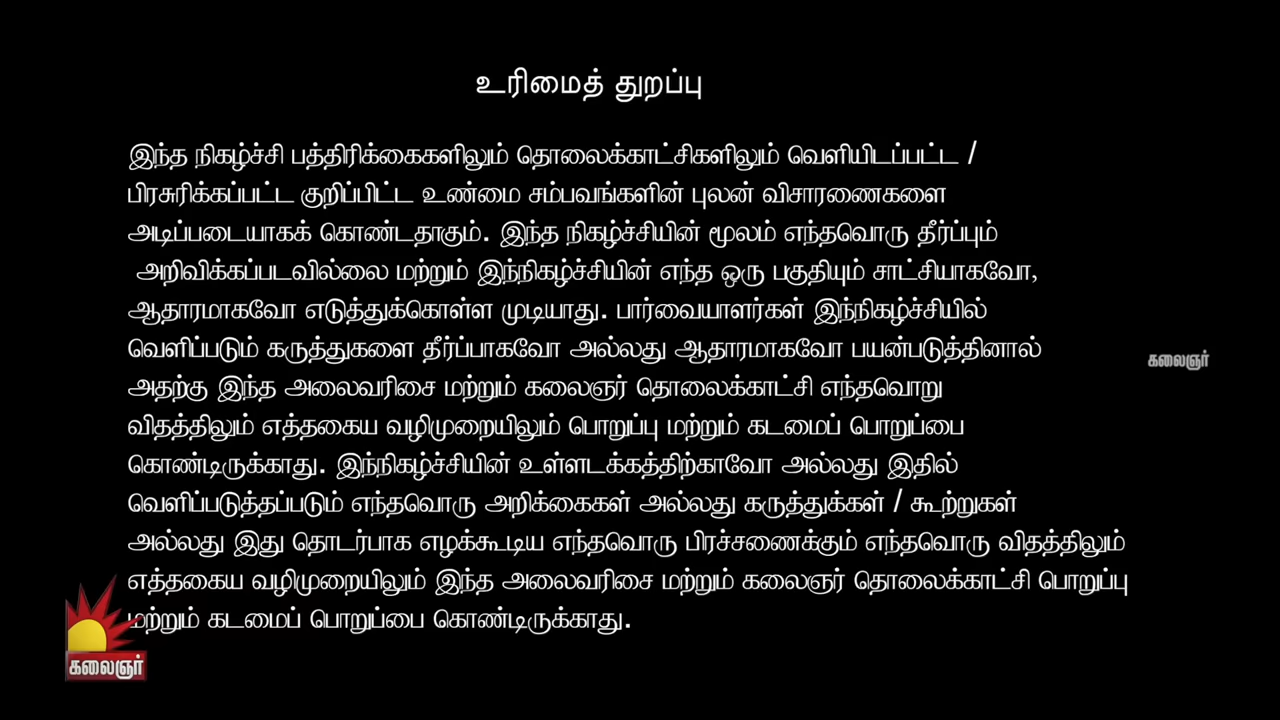 உரிமைத் துறப்பு
இந்த நிகழ்ச்சி பத்திரிக்கைகளிலும் தொலைக்காட்சிகளிலும் வெளியிடப்பட்ட /
பிரசுரிக்கப்பட்ட குறிப்பிட்ட உண்மை சம்பவங்களின் புலன் விசாரணைகளை
அடிப்படையாகக் கொண்டதாகும். இந்த நிகழ்ச்சியின் மூலம் எந்தவொரு தீர்ப்பும்
அறிவிக்கப்படவில்லை மற்றும் இந்நிகழ்ச்சியின் எந்த ஒரு பகுதியும் சாட்சியாகவோ,
ஆதாரமாகவோ எடுத்துக்கொள்ள முடியாது. பார்வையாளர்கள் இந்நிகழ்ச்சியில்
வெளிப்படும் கருத்துகளை தீர்ப்பாகவோ அல்லது ஆதாரமாகவோ பயன்படுத்தினால்
கலைஞர்
அதற்கு இந்த அலைவரிசை மற்றும் கலைஞர் தொலைக்காட்சி எந்தவொறு
விதத்திலும் எத்தகைய வழிமுறையிலும் பொறுப்பு மற்றும் கடமைப் பொறுப்பை
கொண்டிருக்காது. இந்நிகழ்ச்சியின் உள்ளடக்கத்திற்காவோ அல்லது இதில்
வெளிப்படுத்தப்படும் எந்தவொரு அறிக்கைகள் அல்லது கருத்துக்கள் / கூற்றுகள்
அல்லது இது தொடர்பாக எழக்கூடிய எந்தவொரு பிரச்சணைக்கும் எந்தவொரு விதத்திலும்
எத்தகைய வழிமுறையிலும் இந்த அலைவரிசை மற்றும் கலைஞர் தொலைக்காட்சி பொறுப்பு
மற்றும் கடமைப் பொறுப்பை கொண்டிருக்காது.
கலைஞர்